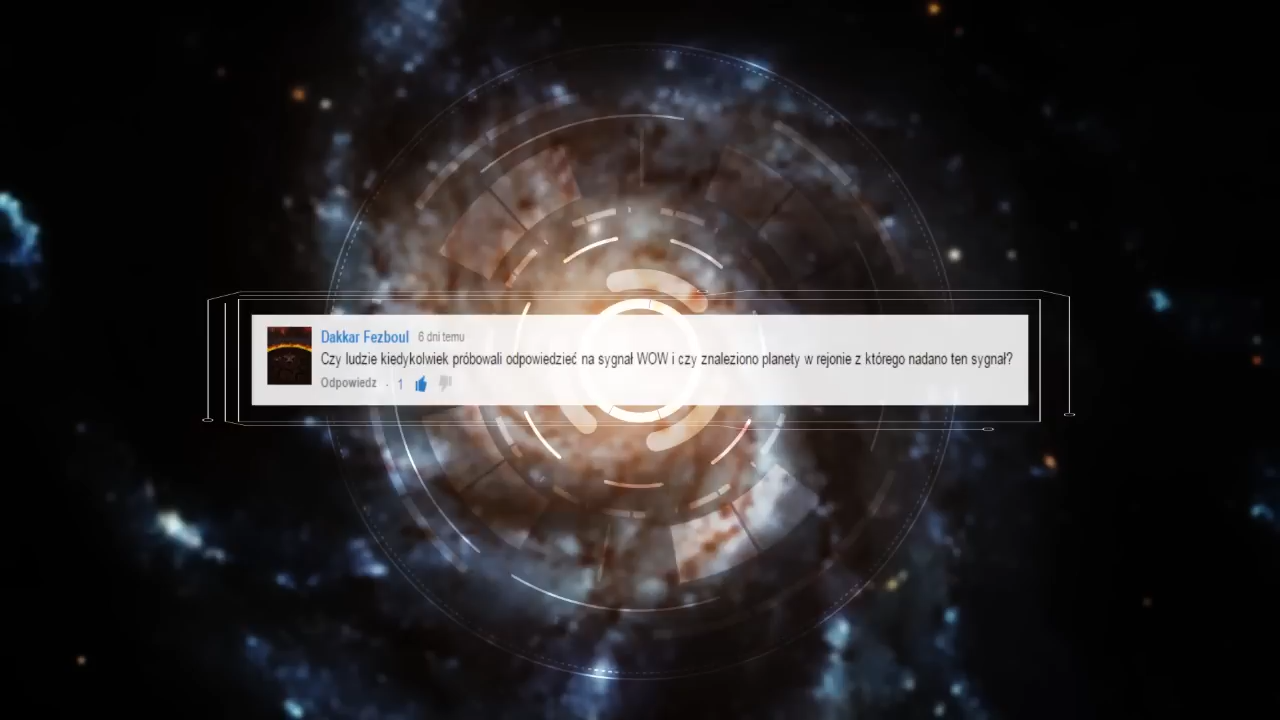 Dakkar Fezboul 6 dni temu
Czy ludzie kiedykolwiek próbowali odpowiedzieć na sygnał WOW i czy znaleziono planety w rejonie z którego nadano ten sygnał?
Odpowiedz · 1